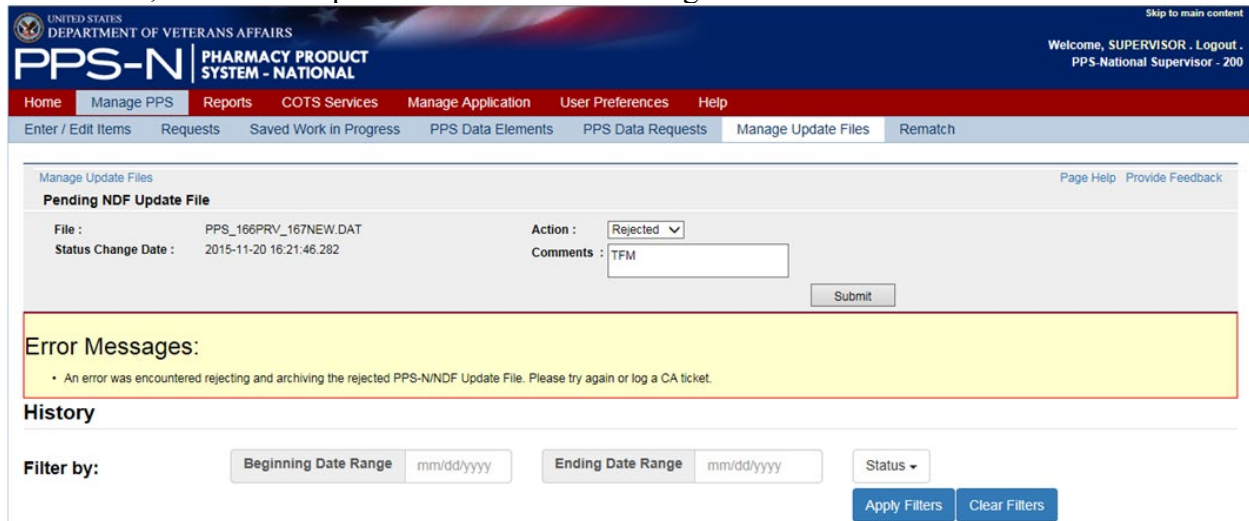 Skip to main content
UNITED STATES
DEPARTMENT OF VETERANS AFFAIRS
PPS-N PHARMACY PRODUCT SYSTEM - NATIONAL
Welcome, SUPERVISOR . Logout .
PPS-National Supervisor - 200
Home Manage PPS Reports COTS Services Manage Application User Preferences Help
Enter / Edit Items Requests Saved Work in Progress PPS Data Elements PPS Data Requests Manage Update Files Rematch
Manage Update Files Page Help Provide Feedback
Pending NDF Update File
File : PPS_166PRV_167NEW.DAT Action : Rejected
Status Change Date : 2015-11-20 16:21:46.282 Comments : TFM
Submit
Error Messages:
• An error was encountered rejecting and archiving the rejected PPS-N/NDF Update File. Please try again or log a CA ticket.
History
Filter by: Beginning Date Range mm/dd/yyyy Ending Date Range mm/dd/yyyy Status
Apply Filters Clear Filters